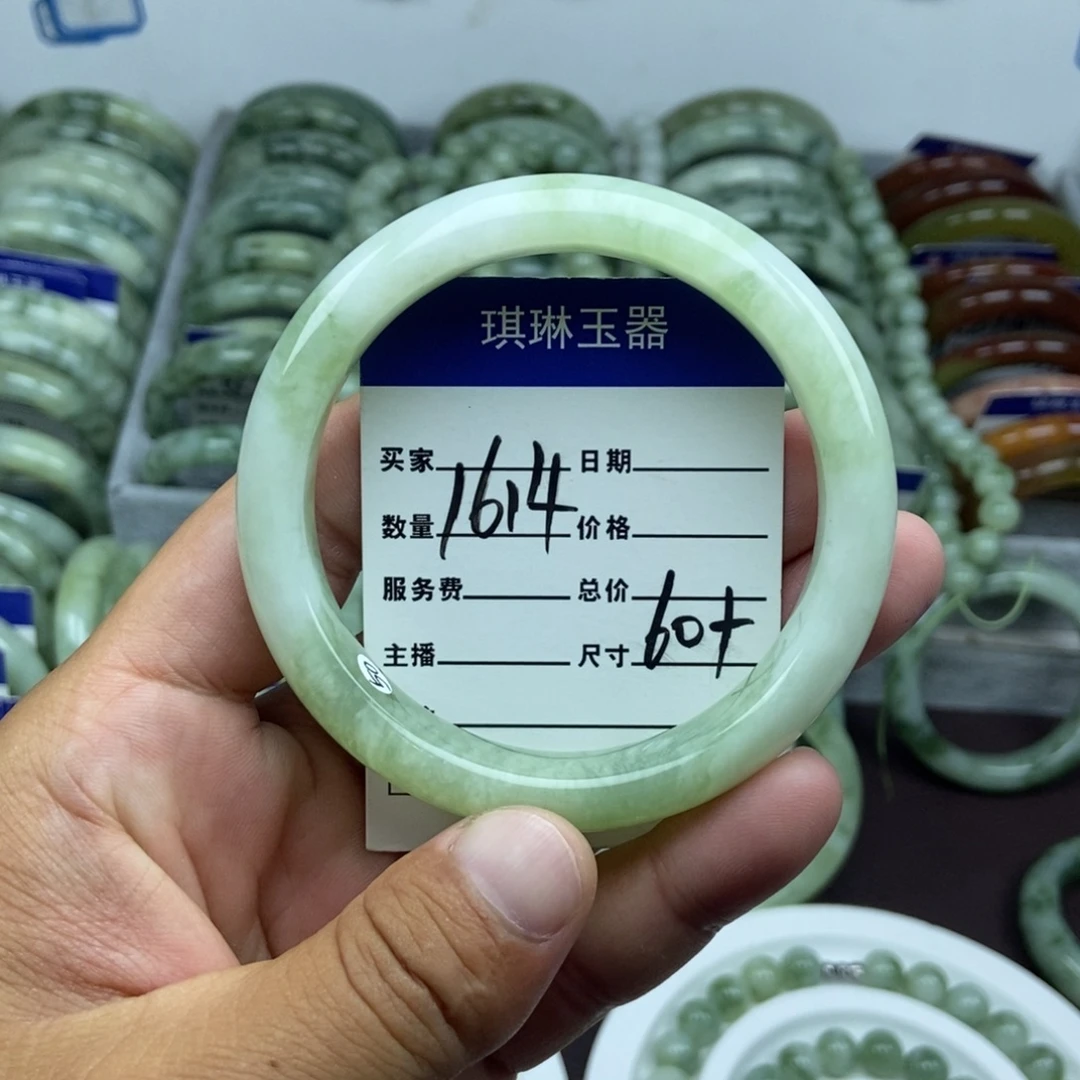 琪琳玉器
买家 日期
1614
数量 价格
服务费 总价
60+
主播 尺寸